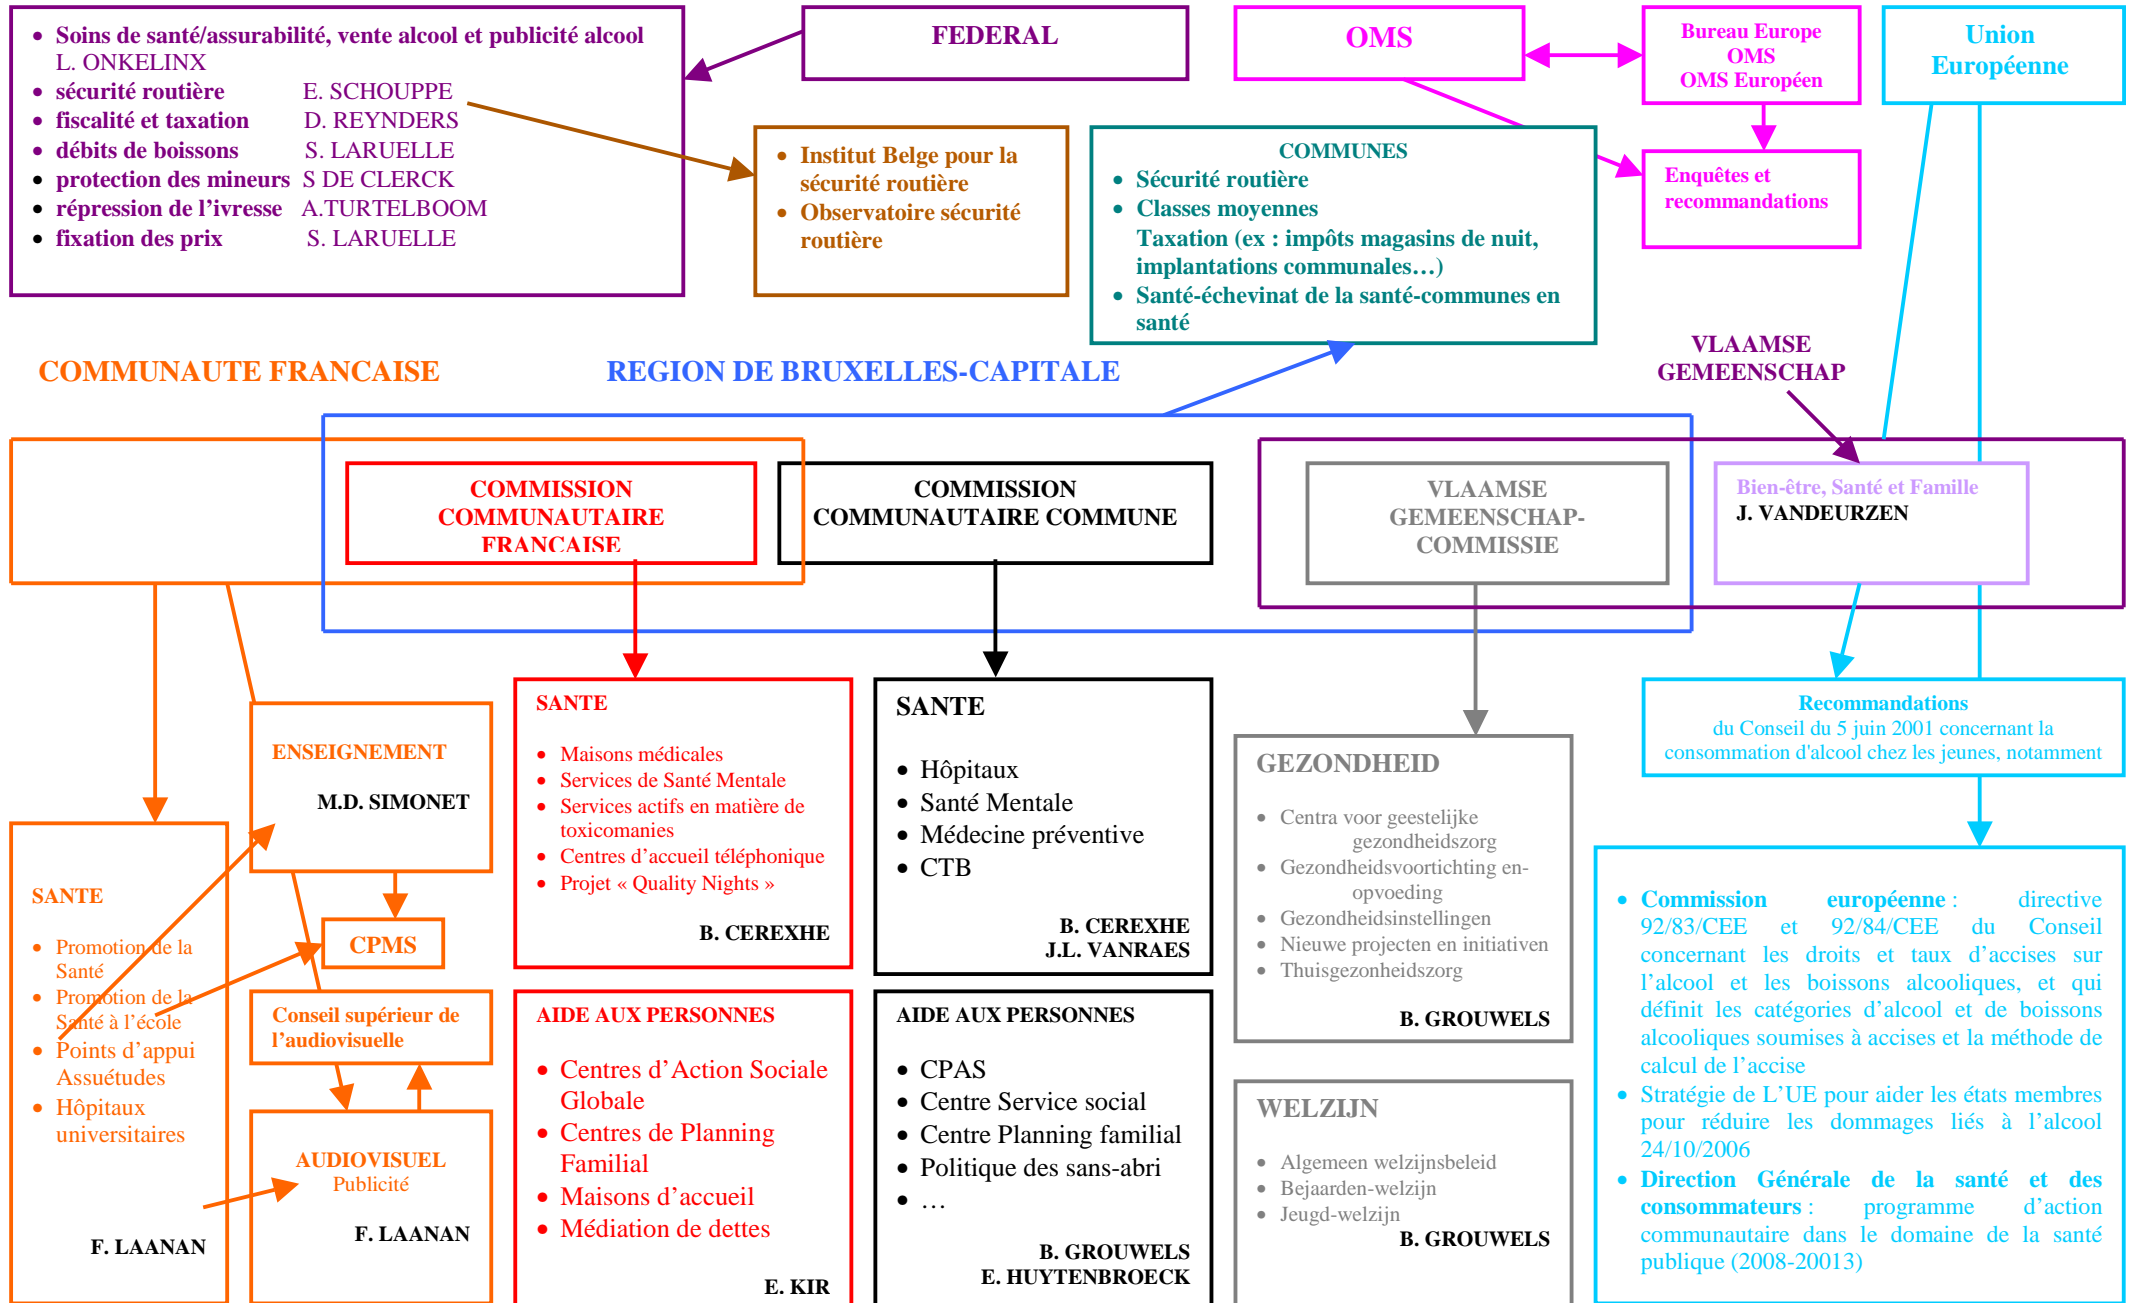 • Soins de santé/assurabilité, vente alcool et publicité alcool
L. ONKELINX
• sécurité routière E. SCHOUPPE
• fiscalité et taxation D. REYNDERS
• débits de boissons S. LARUELLE
• protection des mineurs S DE CLERCK
• répression de l'ivresse A.TURTELBOOM
• fixation des prix S. LARUELLE
FEDERAL
• Institut Belge pour la
sécurité routière
• Observatoire sécurité
routière
OMS
Bureau Europe
OMS
OMS Européen
Union
Européenne
COMMUNES
• Sécurité routière
• Classes moyennes
Taxation (ex : impôts magasins de nuit,
implantations communales…)
• Santé-échevinat de la santé-communes en
santé
Enquêtes et
recommandations
COMMUNAUTE FRANCAISE
REGION DE BRUXELLES-CAPITALE
VLAAMSE
GEMEENSCHAP
COMMISSION
COMMUNAUTAIRE
FRANCAISE
COMMISSION
COMMUNAUTAIRE COMMUNE
VLAAMSE
GEMEENSCHAP-
COMMISSIE
Bien-être, Santé et Famille
J. VANDEURZEN
SANTE
• Promotion de la
Santé
• Promotion de la
Santé à l'école
• Points d'appui
Assuétudes
• Hôpitaux
universitaires
F. LAANAN
ENSEIGNEMENT
M.D. SIMONET
CPMS
Conseil supérieur de
l'audiovisuelle
AUDIOVISUEL
Publicité
F. LAANAN
SANTE
• Maisons médicales
• Services de Santé Mentale
• Services actifs en matière de
toxicomanies
• Centres d'accueil téléphonique
• Projet « Quality Nights »
B. CEREXHE
AIDE AUX PERSONNES
• Centres d'Action Sociale
Globale
• Centres de Planning
Familial
• Maisons d'accueil
• Médiation de dettes
E. KIR
SANTE
• Hôpitaux
• Santé Mentale
• Médecine préventive
• CTB
B. CEREXHE
J.L. VANRAES
AIDE AUX PERSONNES
• CPAS
• Centre Service social
• Centre Planning familial
• Politique des sans-abri
• …
B. GROUWELS
E. HUYTENBROECK
GEZONDHEID
• Centra voor geestelijke
gezondheidszorg
• Gezondheidsvoortichting en-
opvoeding
• Gezondheidsinstellingen
• Nieuwe projecten en initiativen
• Thuisgezonheidszorg
B. GROUWELS
WELZIJN
• Algemeen welzijnsbeleid
• Bejaarden-welzijn
• Jeugd-welzijn
B. GROUWELS
Recommandations
du Conseil du 5 juin 2001 concernant la
consommation d'alcool chez les jeunes, notamment
• Commission européenne : directive
92/83/CEE et 92/84/CEE du Conseil
concernant les droits et taux d'accises sur
l'alcool et les boissons alcooliques, et qui
définit les catégories d'alcool et de boissons
alcooliques soumises à accises et la méthode de
calcul de l'accise
• Stratégie de L'UE pour aider les états membres
pour réduire les dommages liés à l'alcool
24/10/2006
• Direction Générale de la santé et des
consommateurs : programme d'action
communautaire dans le domaine de la santé
publique (2008-20013)